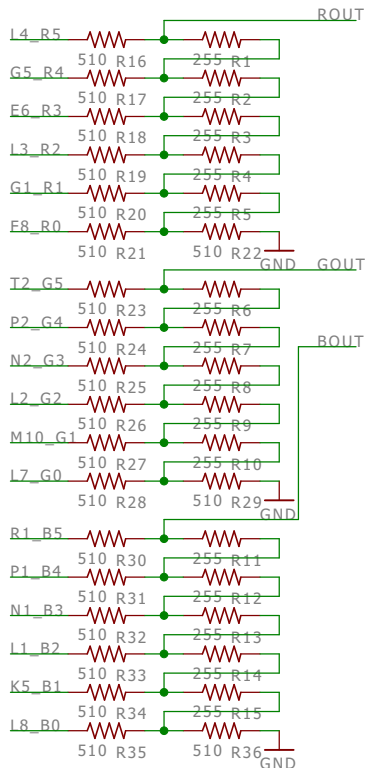 ROUT
L4_R5
510 R16 255 R1
G5_R4
510 R17 255 R2
E6_R3
510 R18 255 R3
L3_R2
510 R19 255 R4
G1_R1
510 R20 255 R5
F8_R0
510 R21 510 R22
GND GOUT
T2_G5
510 R23 255 R6
P2_G4
BOUT
510 R24 255 R7
N2_G3
510 R25 255 R8
L2_G2
510 R26 255 R9
M10_G1
510 R27 255 R10
L7_G0
510 R28 510 R29
GND
R1_B5
510 R30 255 R11
P1_B4
510 R31 255 R12
N1_B3
510 R32 255 R13
L1_B2
510 R33 255 R14
K5_B1
510 R34 255 R15
L8_B0
510 R35 510 R36
GND